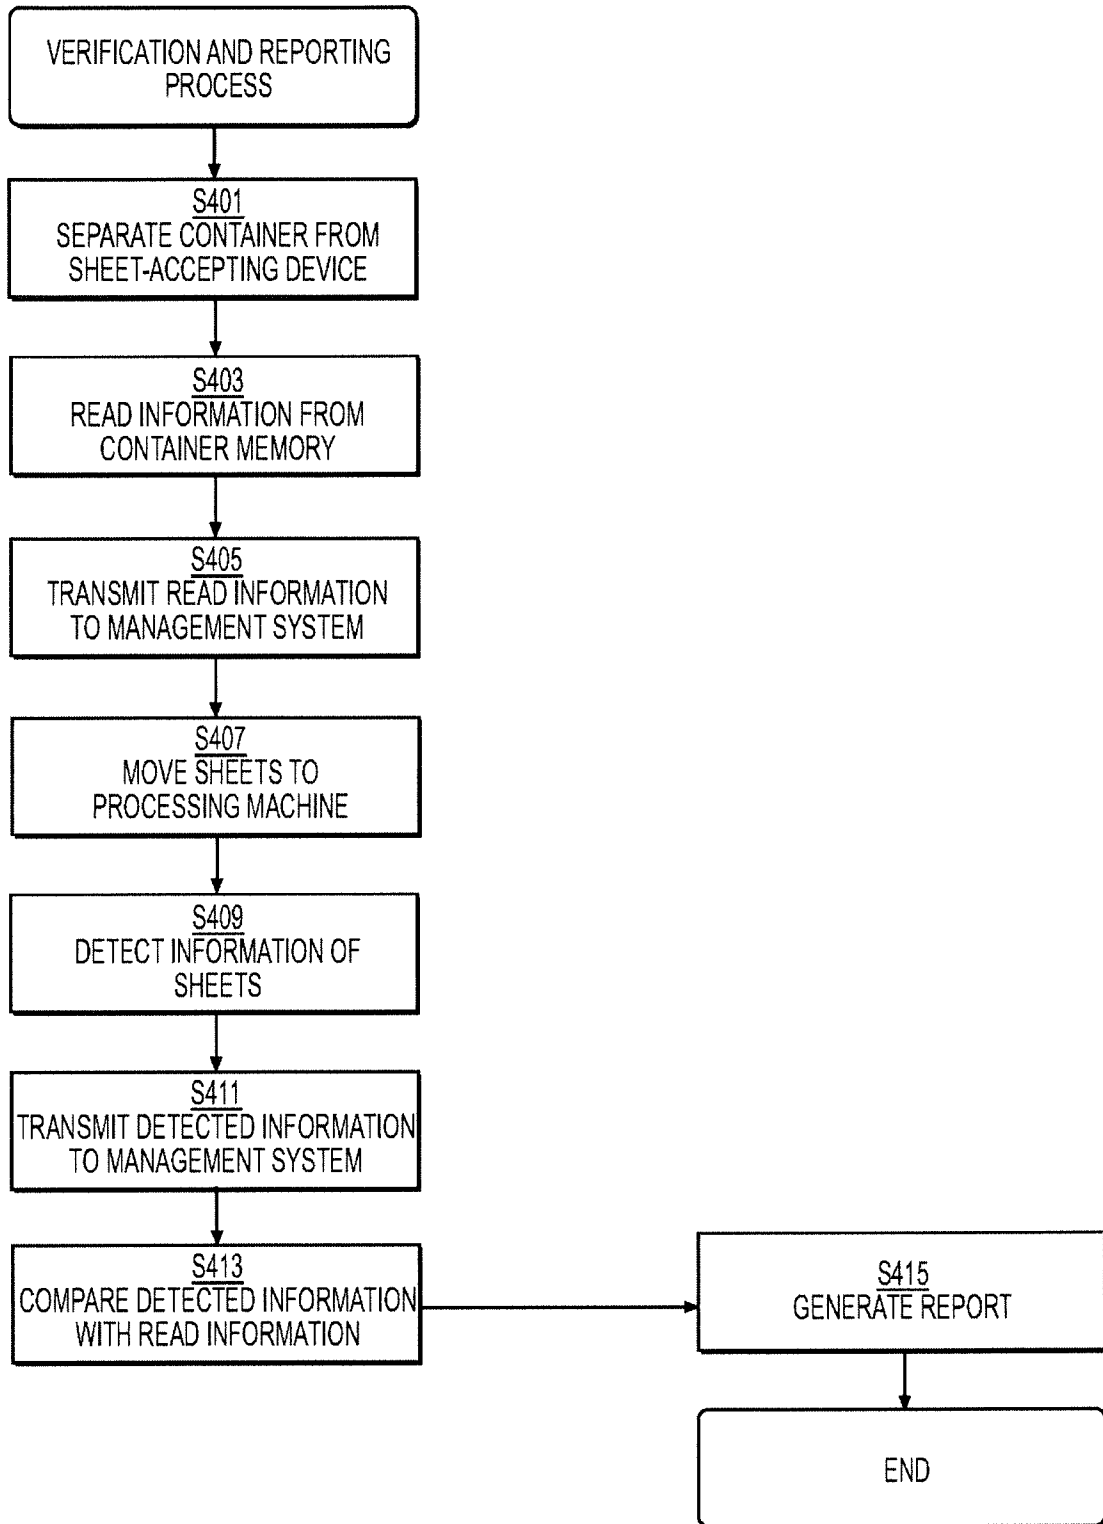 VERIFICATION AND REPORTING
PROCESS
S401
SEPARATE CONTAINER FROM
SHEET-ACCEPTING DEVICE
S403
READ INFORMATION FROM
CONTAINER MEMORY
S405
TRANSMIT READ INFORMATION
TO MANAGEMENT SYSTEM
S407
MOVE SHEETS TO
PROCESSING MACHINE
S409
DETECT INFORMATION OF
SHEETS
S411
TRANSMIT DETECTED INFORMATION
TO MANAGEMENT SYSTEM
S413
COMPARE DETECTED INFORMATION
WITH READ INFORMATION
S415
GENERATE REPORT
END